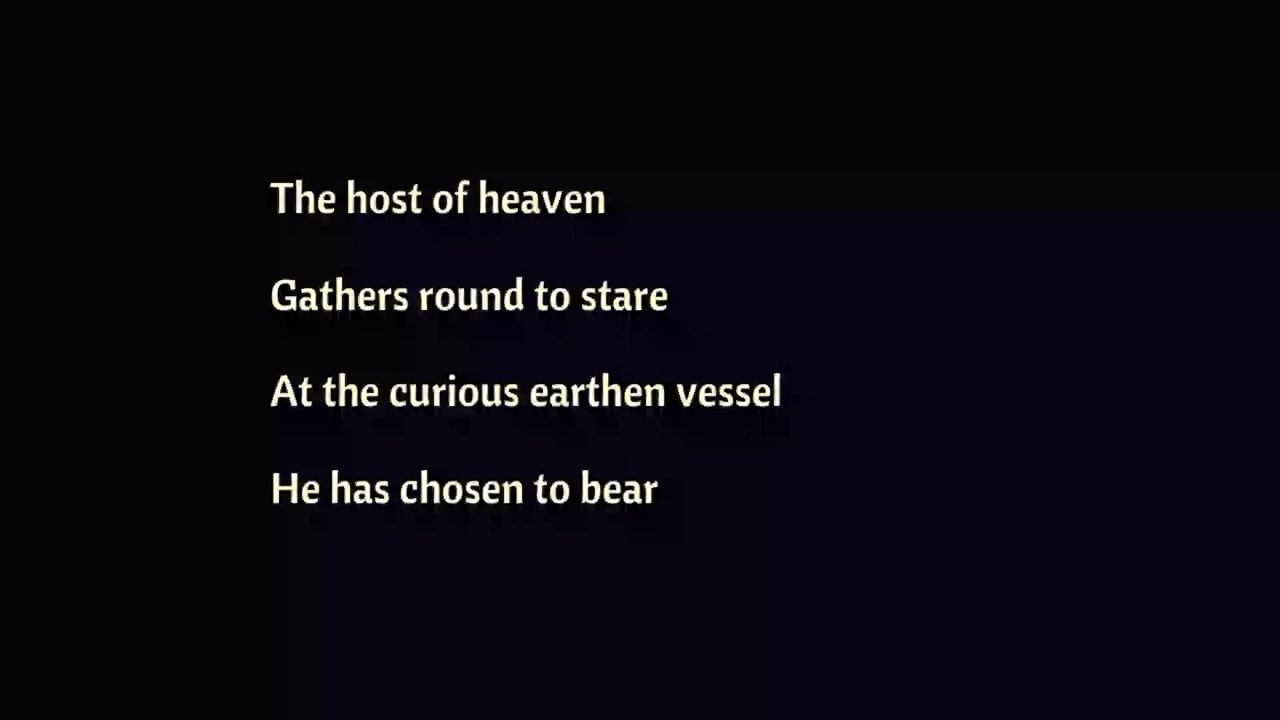 The host of heaven
Gathers round to stare
At the curious earthen vessel
He has chosen to bear